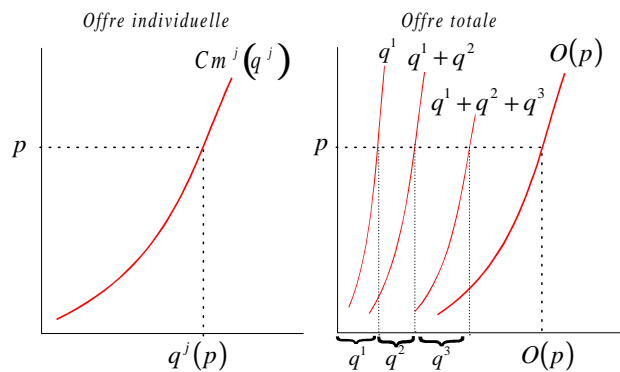 Offre individuelle
Cm^j(q^j)
p
q^j(p)
Offre totale
q^1 q^1 + q^2 O(p)
q^1 + q^2 + q^3
p
q^1 q^2 q^3 O(p)